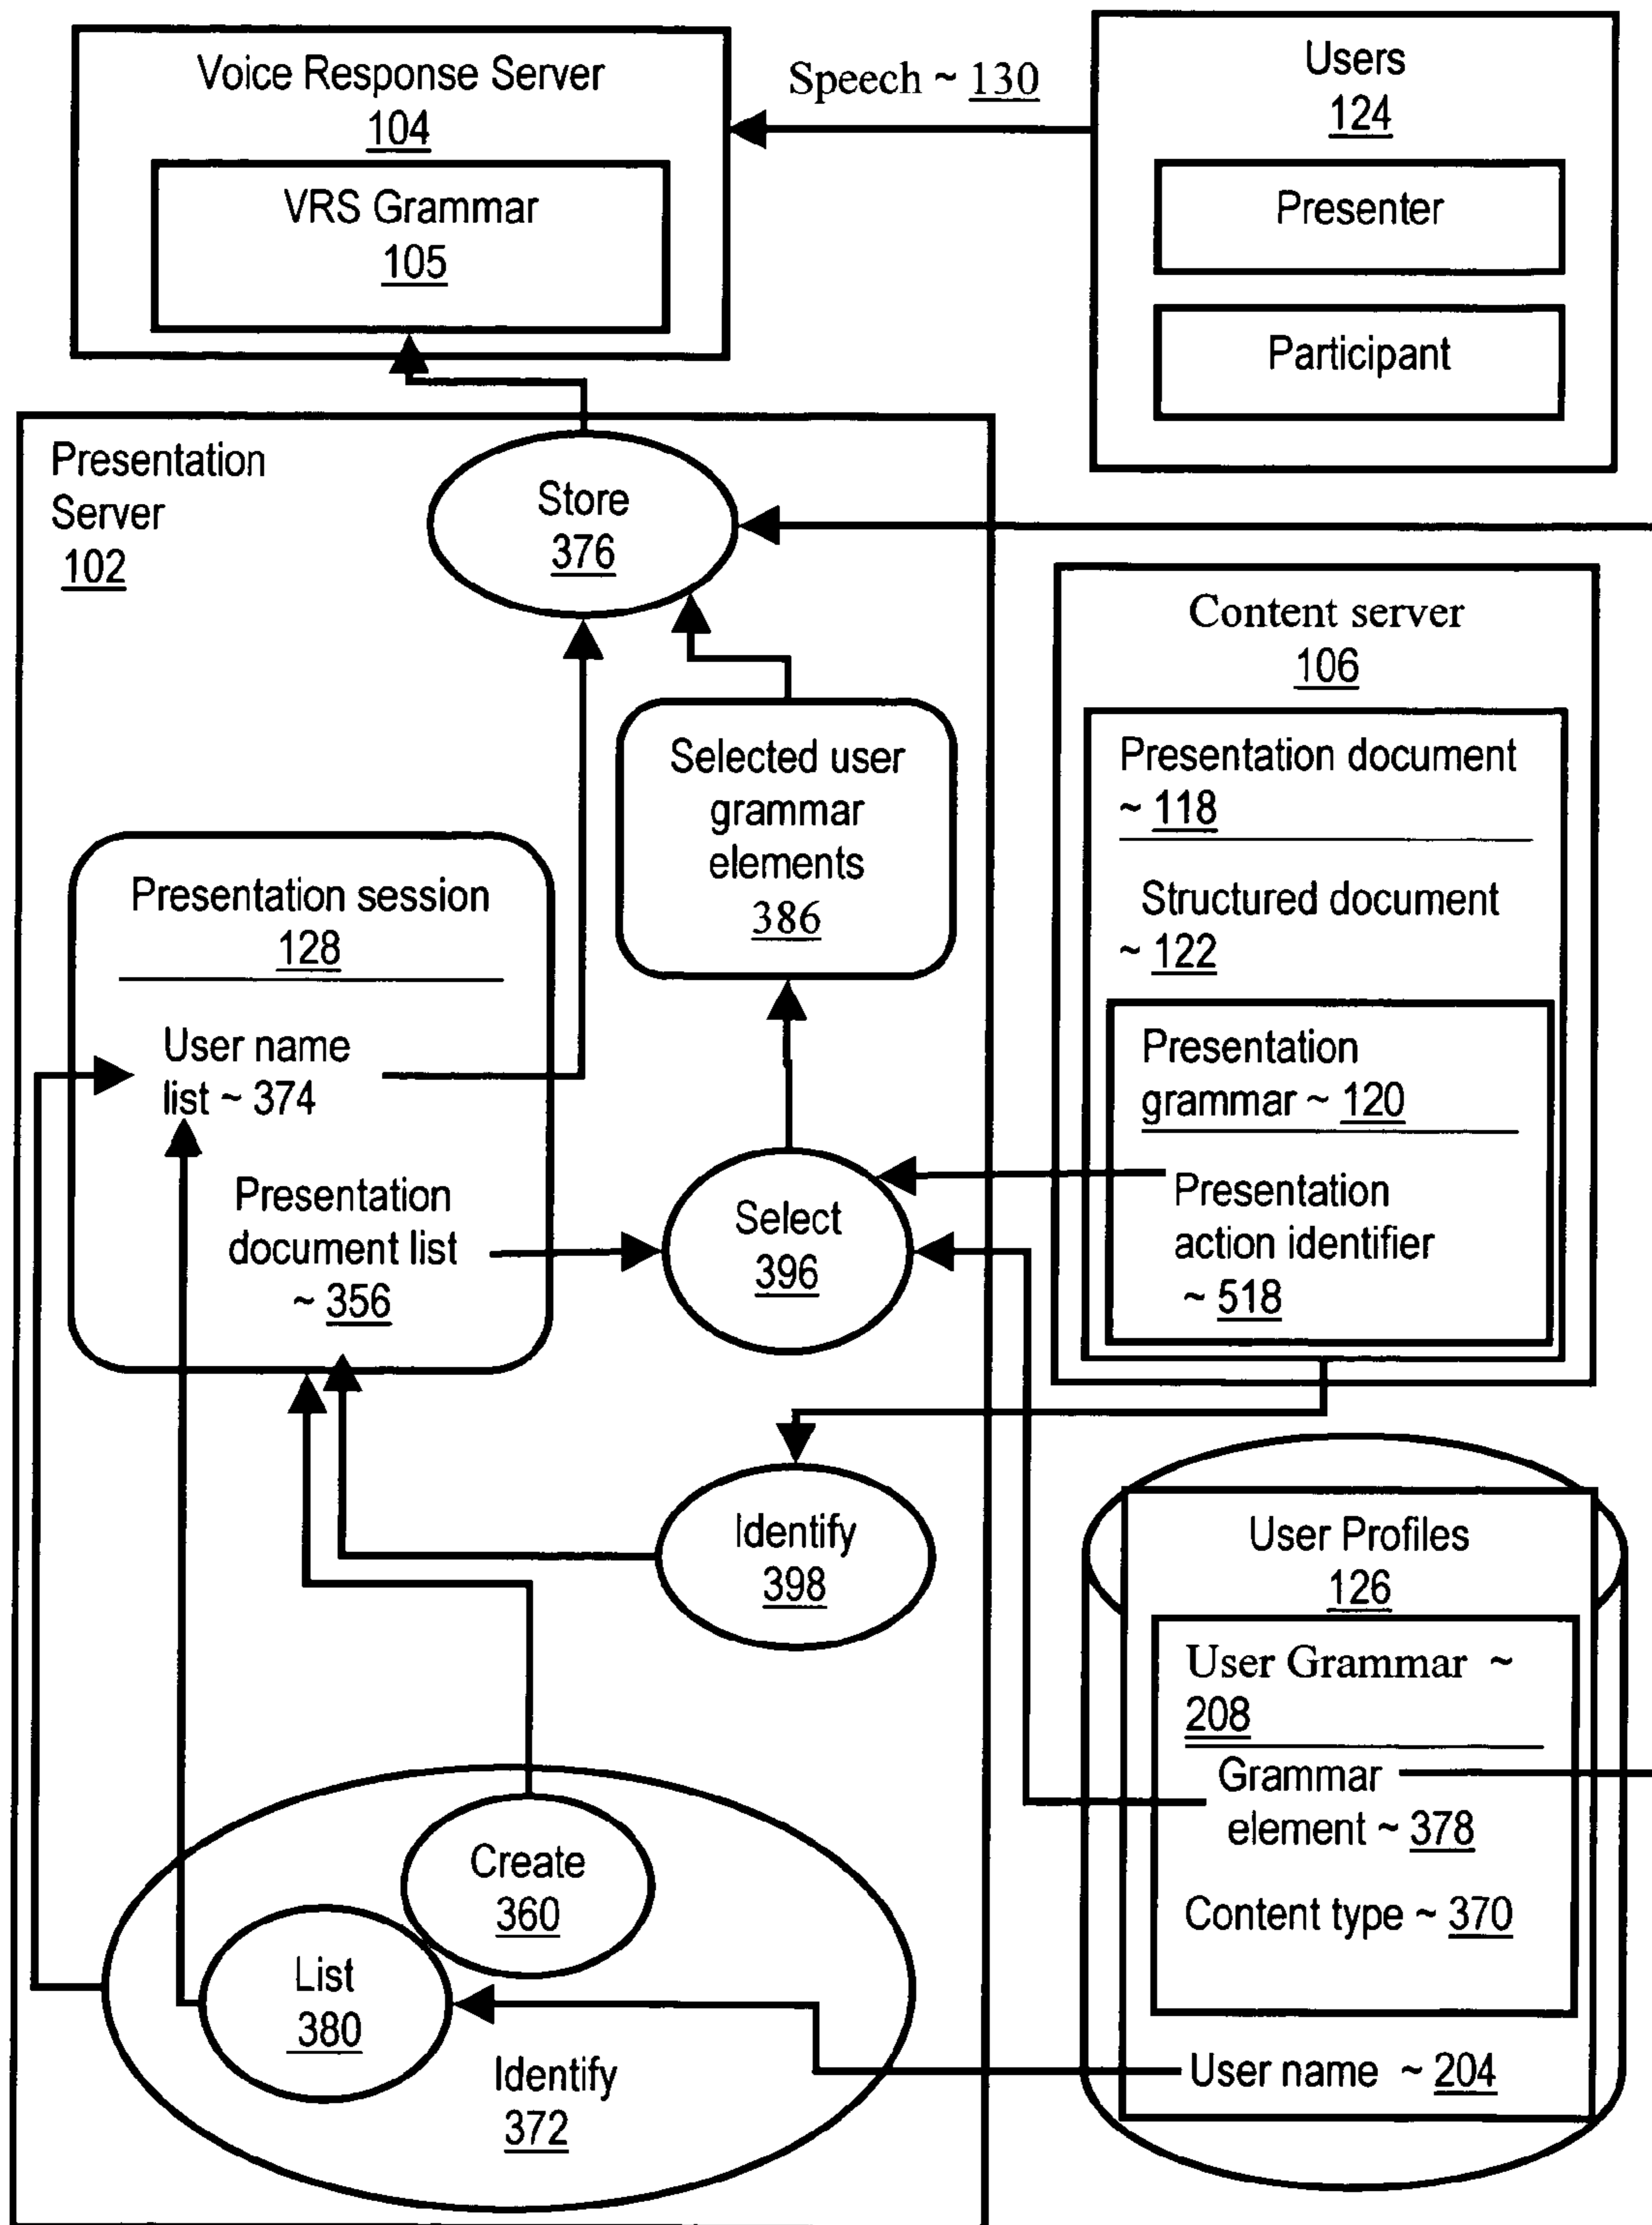 Voice Response Server
104
VRS Grammar
105
Speech ~ 130
Users
124
Presenter
Participant
Presentation
Server
102
Store
376
Selected user
grammar
elements
386
Content server
106
Presentation document
~ 118
Structured document
~ 122
Presentation
grammar ~ 120
Presentation
action identifier
~ 518
Presentation session
128
User name
list ~ 374
Presentation
document list
~ 356
Select
396
Identify
398
User Profiles
126
User Grammar ~
208
Grammar
element ~ 378
Content type ~ 370
User name ~ 204
Create
360
List
380
Identify
372